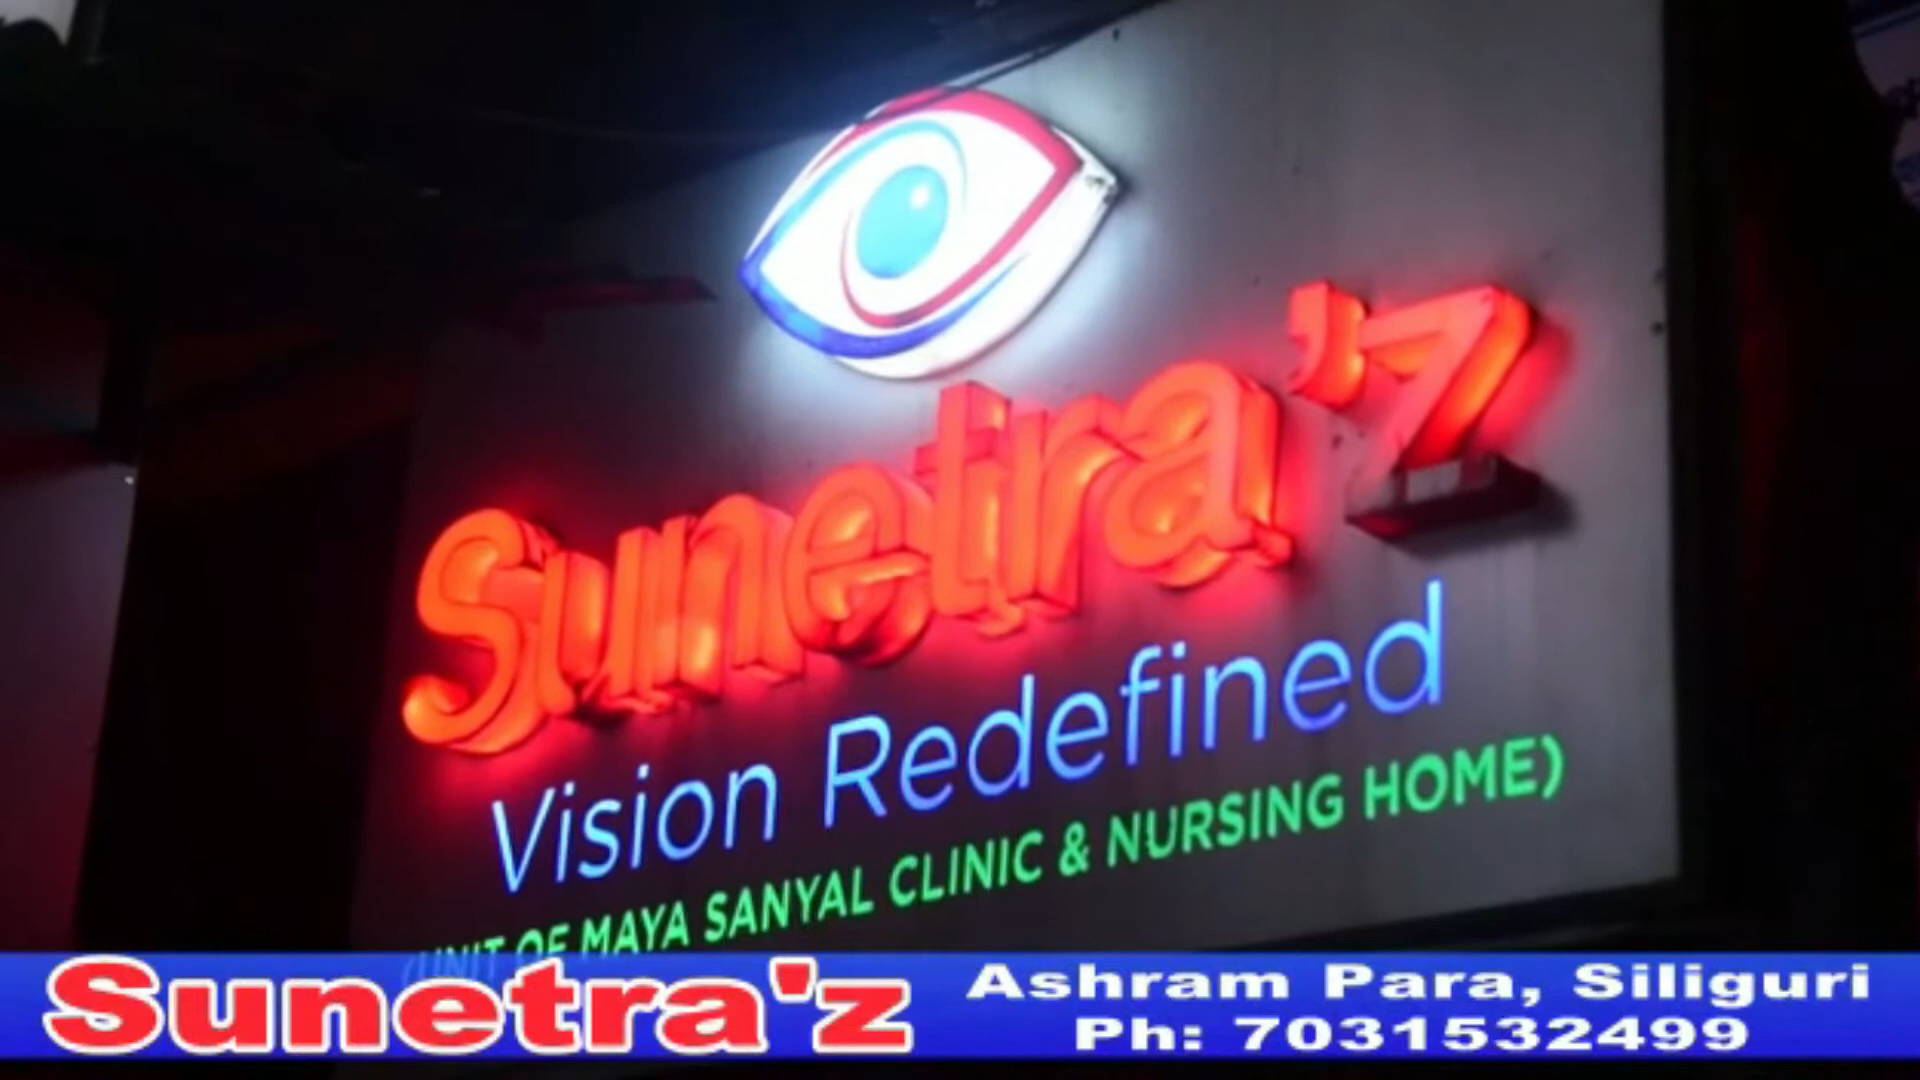 Sunetra'z
Vision Redefined
(UNIT OF MAYA SANYAL CLINIC & NURSING HOME)
Sunetra'z
Ashram Para, Siliguri
Ph: 7031532499